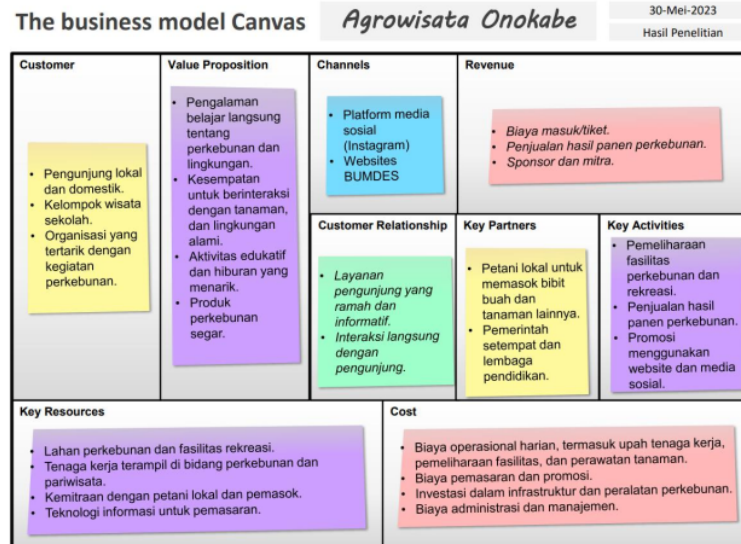 The business model Canvas
Agrowisata Onokabe
30-Mei-2023
Hasil Penelitian
Customer
• Pengunjung lokal
dan domestik.
• Kelompok wisata
sekolah.
• Organisasi yang
tertarik dengan
kegiatan
perkebunan.
Value Proposition
• Pengalaman
belajar langsung
tentang
perkebunan dan
lingkungan.
• Kesempatan
untuk berinteraksi
dengan tanaman,
dan lingkungan
alami.
• Aktivitas edukatif
dan hiburan yang
menarik.
• Produk
perkebunan
segar.
Channels
• Platform media
sosial
(Instagram)
• Websites
BUMDES
Revenue
• Biaya masuk/tiket.
• Penjualan hasil panen perkebunan.
• Sponsor dan mitra.
Customer Relationship
• Layanan
pengunjung yang
ramah dan
informatif.
• Interaksi langsung
dengan
pengunjung.
Key Partners
• Petani lokal untuk
memasok bibit
buah dan
tanaman lainnya.
• Pemerintah
setempat dan
lembaga
pendidikan.
Key Activities
• Pemeliharaan
fasilitas
perkebunan dan
rekreasi.
• Penjualan hasil
panen perkebunan.
• Promosi
menggunakan
website dan media
sosial.
Key Resources
• Lahan perkebunan dan fasilitas rekreasi.
• Tenaga kerja terampil di bidang perkebunan dan
pariwisata.
• Kemitraan dengan petani lokal dan pemasok.
• Teknologi informasi untuk pemasaran.
Cost
• Biaya operasional harian, termasuk upah tenaga kerja,
pemeliharaan fasilitas, dan perawatan tanaman.
• Biaya pemasaran dan promosi.
• Investasi dalam infrastruktur dan peralatan perkebunan.
• Biaya administrasi dan manajemen.